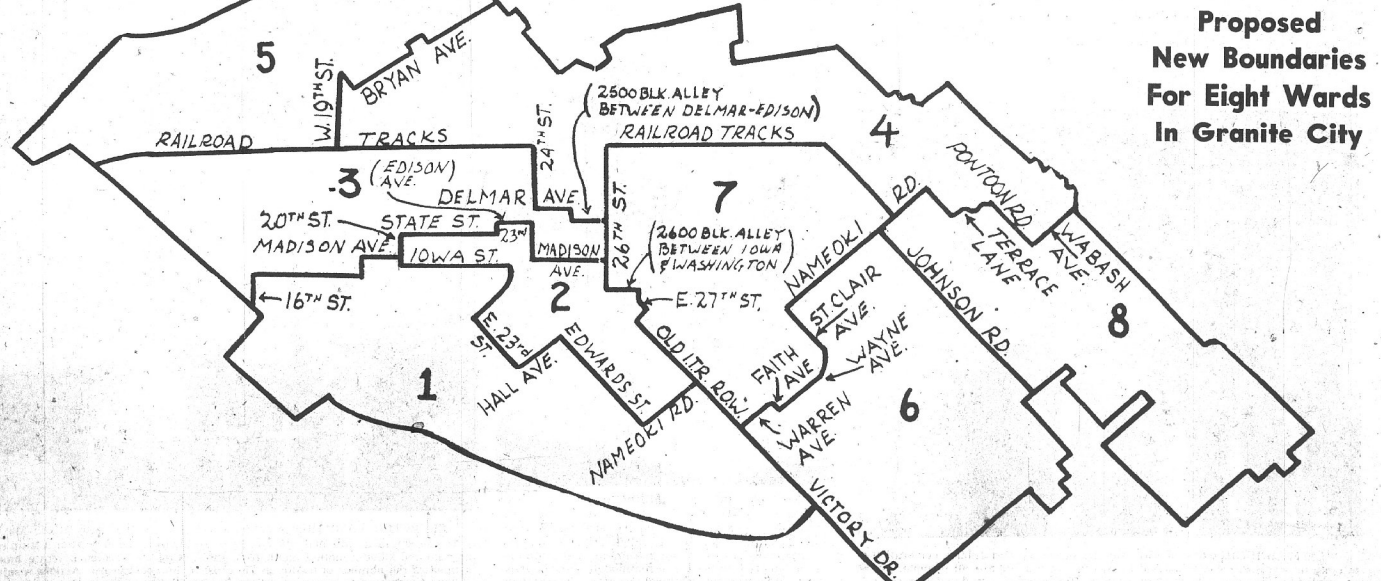 Proposed
New Boundaries
For Eight Wards
In Granite City
5
W. 19TH ST.
BRYAN AVE.
RAILROAD TRACKS
24TH ST.
(2500 BLK. ALLEY
BETWEEN DELMAR-EDISON)
RAILROAD TRACKS
4
PONTOON RD.
3
(EDISON
AVE.)
DELMAR AVE.
20TH ST.
STATE ST.
23rd
MADISON AVE.
IOWA ST.
MADISON
AVE.
26TH ST.
7
(2600 BLK. ALLEY
BETWEEN IOWA
& WASHINGTON)
NAMEOKI RD.
TERRACE
LANE
WABASH
AVE.
16TH ST.
2
E. 27TH ST.
ST. CLAIR
AVE.
JOHNSON RD.
8
E. 23rd
ST.
HALL AVE.
EDWARDS ST.
OLD I.T.R. ROW.
FAITH
AVE
WAYNE
AVE.
1
6
NAMEOKI RD.
WARREN
AVE
VICTORY DR.